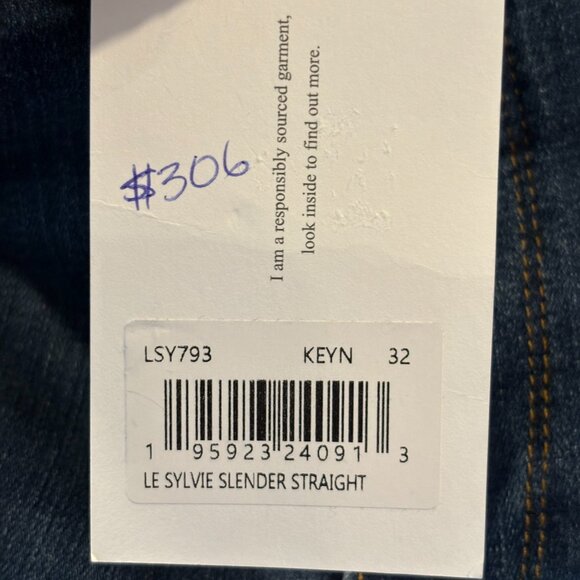 I am a responsibly sourced garment,
look inside to find out more.
$306
LSY793 KEYN 32
1 95923 24091 3
LE SYLVIE SLENDER STRAIGHT